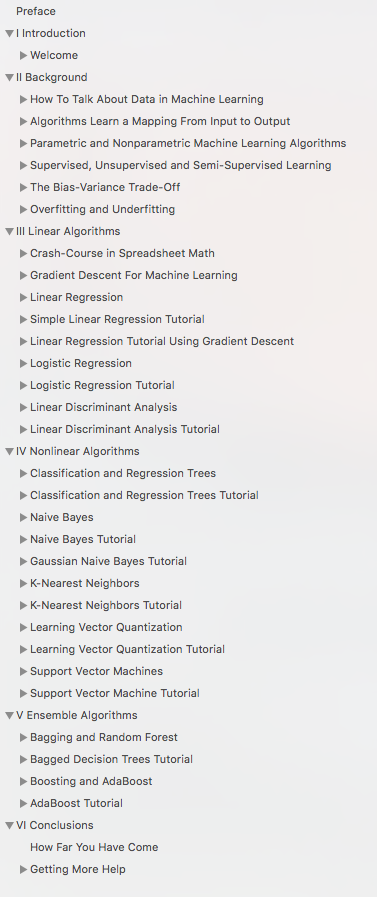 Preface
I Introduction
Welcome
II Background
How To Talk About Data in Machine Learning
Algorithms Learn a Mapping From Input to Output
Parametric and Nonparametric Machine Learning Algorithms
Supervised, Unsupervised and Semi-Supervised Learning
The Bias-Variance Trade-Off
Overfitting and Underfitting
III Linear Algorithms
Crash-Course in Spreadsheet Math
Gradient Descent For Machine Learning
Linear Regression
Simple Linear Regression Tutorial
Linear Regression Tutorial Using Gradient Descent
Logistic Regression
Logistic Regression Tutorial
Linear Discriminant Analysis
Linear Discriminant Analysis Tutorial
IV Nonlinear Algorithms
Classification and Regression Trees
Classification and Regression Trees Tutorial
Naive Bayes
Naive Bayes Tutorial
Gaussian Naive Bayes Tutorial
K-Nearest Neighbors
K-Nearest Neighbors Tutorial
Learning Vector Quantization
Learning Vector Quantization Tutorial
Support Vector Machines
Support Vector Machine Tutorial
V Ensemble Algorithms
Bagging and Random Forest
Bagged Decision Trees Tutorial
Boosting and AdaBoost
AdaBoost Tutorial
VI Conclusions
How Far You Have Come
Getting More Help